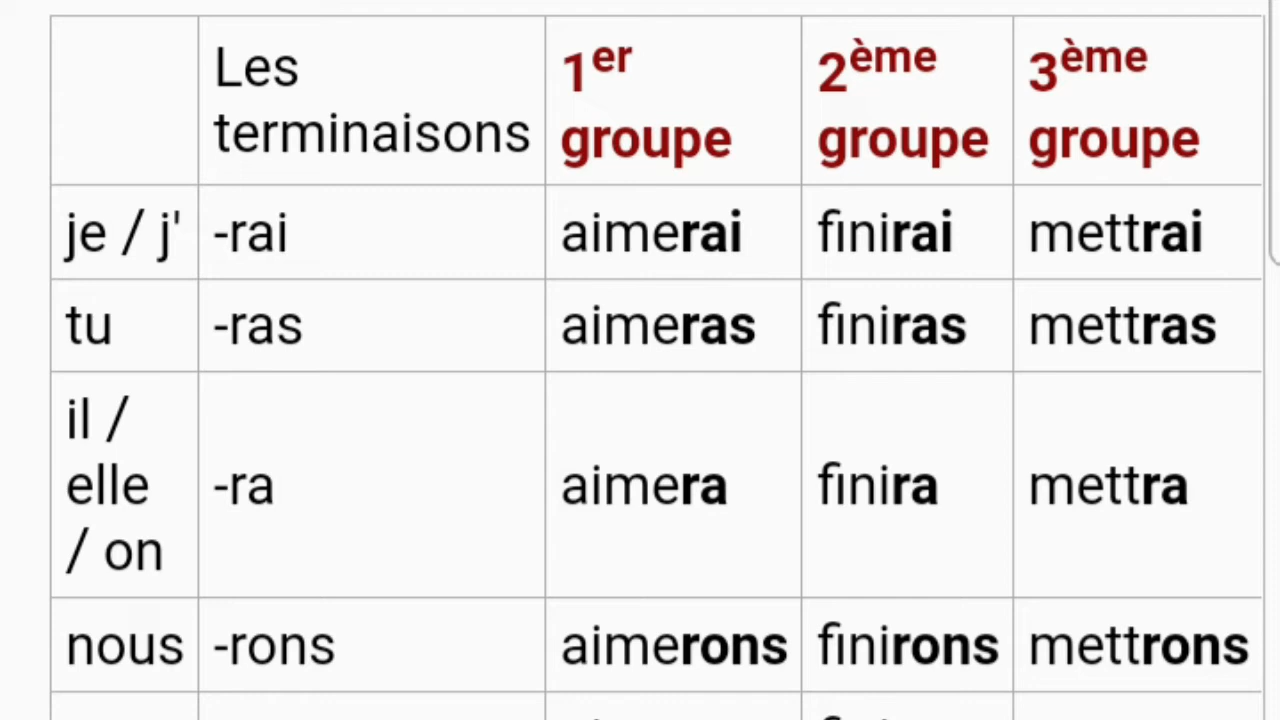 Les terminaisons 1er groupe 2ème groupe 3ème groupe
je / j' -rai aimerai finirai mettrai
tu -ras aimeras finiras mettras
il / elle / on -ra aimera finira mettra
nous -rons aimerons finirons mettrons